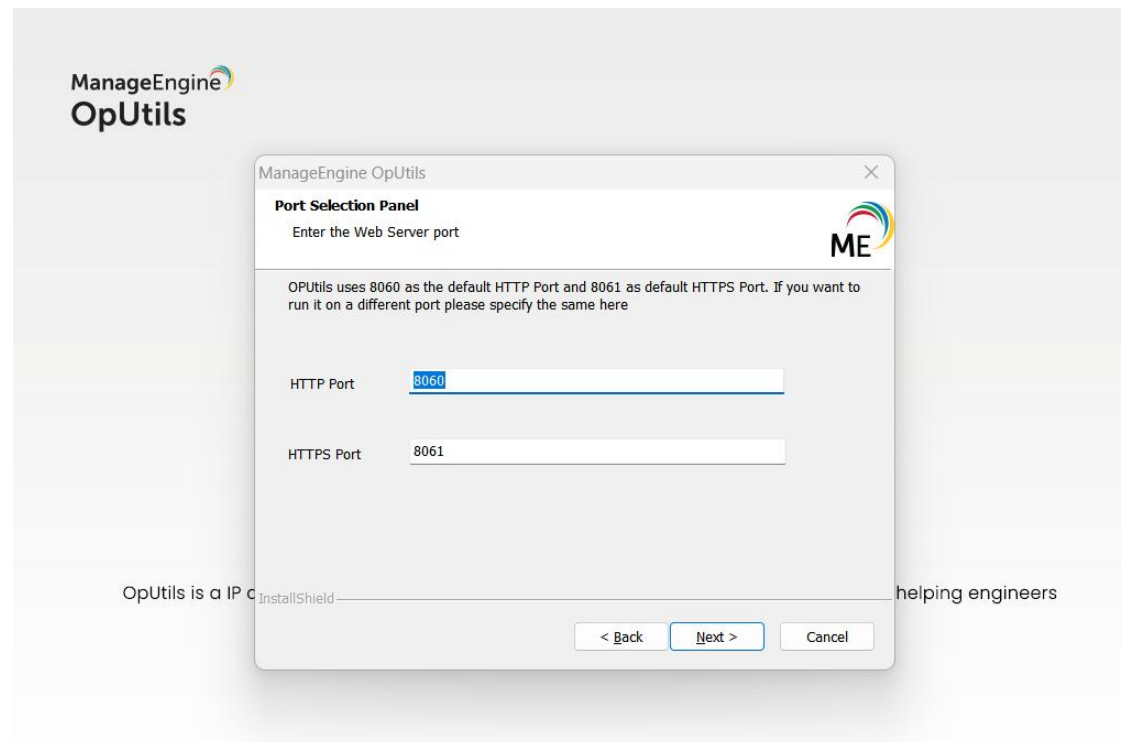 ManageEngine
OpUtils
ManageEngine OpUtils
Port Selection Panel
Enter the Web Server port
ME
OPUtils uses 8060 as the default HTTP Port and 8061 as default HTTPS Port. If you want to
run it on a different port please specify the same here
HTTP Port 8060
HTTPS Port 8061
OpUtils is a IP
helping engineers
InstallShield
< Back Next > Cancel